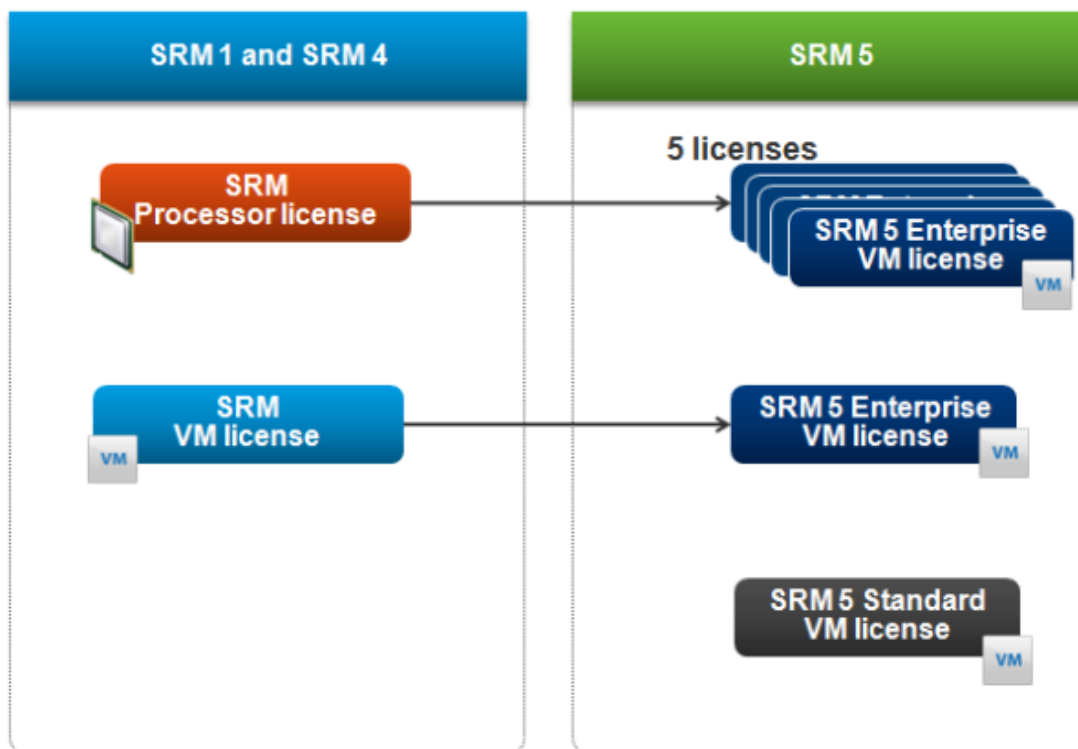 SRM 1 and SRM 4
SRM 5
5 licenses
SRM
Processor license
SRM 5 Enterprise
VM license
VM
SRM
VM license
VM
SRM 5 Enterprise
VM license
VM
SRM 5 Standard
VM license
VM